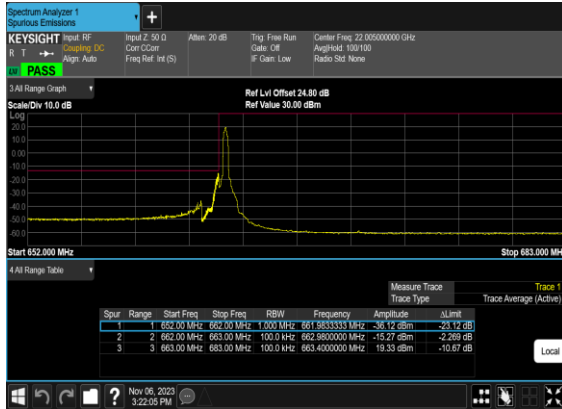 Spectrum Analyzer 1
Spurious Emissions
+
KEYSIGHT Input: RF Input Z: 50 Ω Atten: 20 dB Trig: Free Run Center Freq: 22.005000000 GHz
R T Coupling: DC Corr CCorr Gate: Off Avg|Hold: 100/100
Align: Auto Freq Ref: Int (S) IF Gain: Low Radio Std: None
LXI PASS
3 All Range Graph
Ref Lvl Offset 24.80 dB
Scale/Div 10.0 dB Ref Value 30.00 dBm
Log
20.0
10.0
0.00
-10.0
-20.0
-30.0
-40.0
-50.0
-60.0
Start 652.000 MHz Stop 683.000 MHz
4 All Range Table
Measure Trace Trace 1
Trace Type Trace Average (Active)
Spur Range Start Freq Stop Freq RBW Frequency Amplitude ΔLimit
1 1 652.00 MHz 662.00 MHz 1.000 MHz 661.9833333 MHz -36.12 dBm -23.12 dB
2 2 662.00 MHz 663.00 MHz 100.0 kHz 662.9800000 MHz -15.27 dBm -2.269 dB
3 3 663.00 MHz 683.00 MHz 100.0 kHz 663.4000000 MHz 19.33 dBm -10.67 dB
Local
? Nov 06, 2023
3:22:05 PM